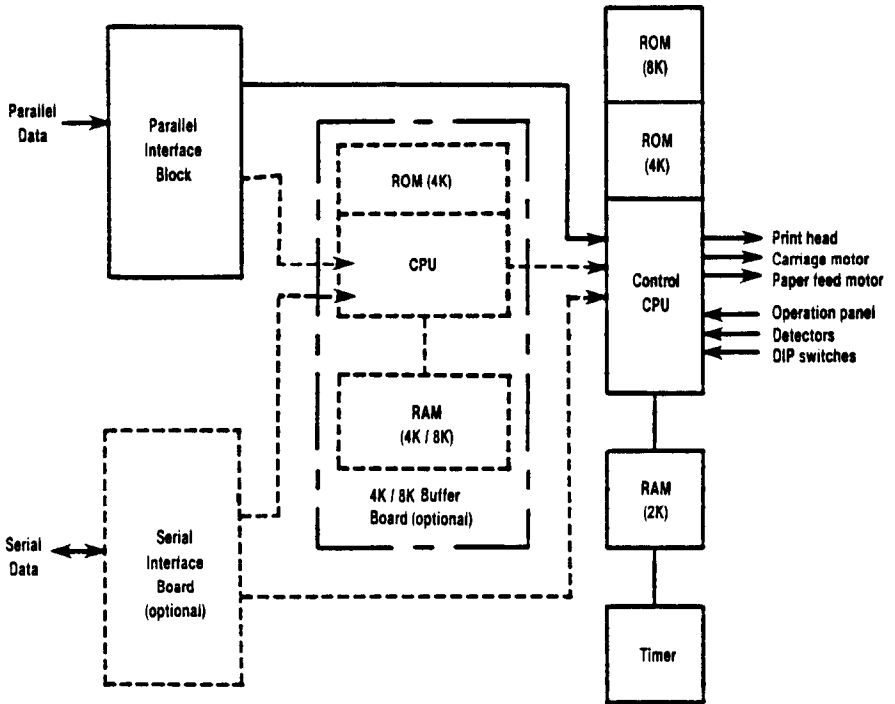 Parallel
Data
Parallel
Interface
Block
ROM (4K)
CPU
RAM
(4K / 8K)
4K / 8K Buffer
Board (optional)
Serial
Data
Serial
Interface
Board
(optional)
ROM
(8K)
ROM
(4K)
Control
CPU
Print head
Carriage motor
Paper feed motor
Operation panel
Detectors
DIP switches
RAM
(2K)
Timer